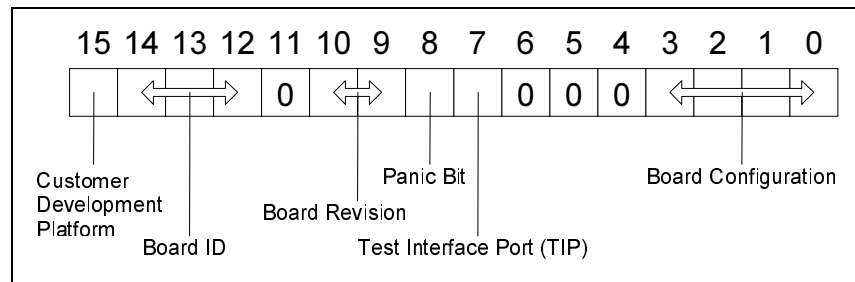 15 14 13 12 11 10 9 8 7 6 5 4 3 2 1 0
0 0 0 0
Customer
Development
Platform
Board ID
Board Revision
Panic Bit
Test Interface Port (TIP)
Board Configuration